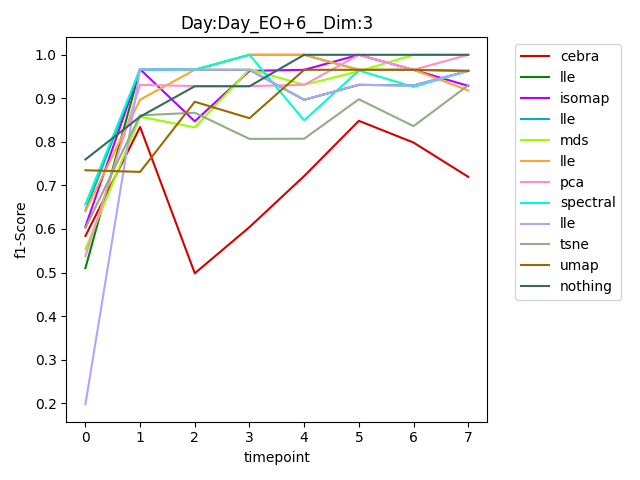 Day:Day_EO+6__Dim:3
f1-Score
1.0
0.9
0.8
0.7
0.6
0.5
0.4
0.3
0.2
0 1 2 3 4 5 6 7
timepoint
cebra
lle
isomap
lle
mds
lle
pca
spectral
lle
tsne
umap
nothing